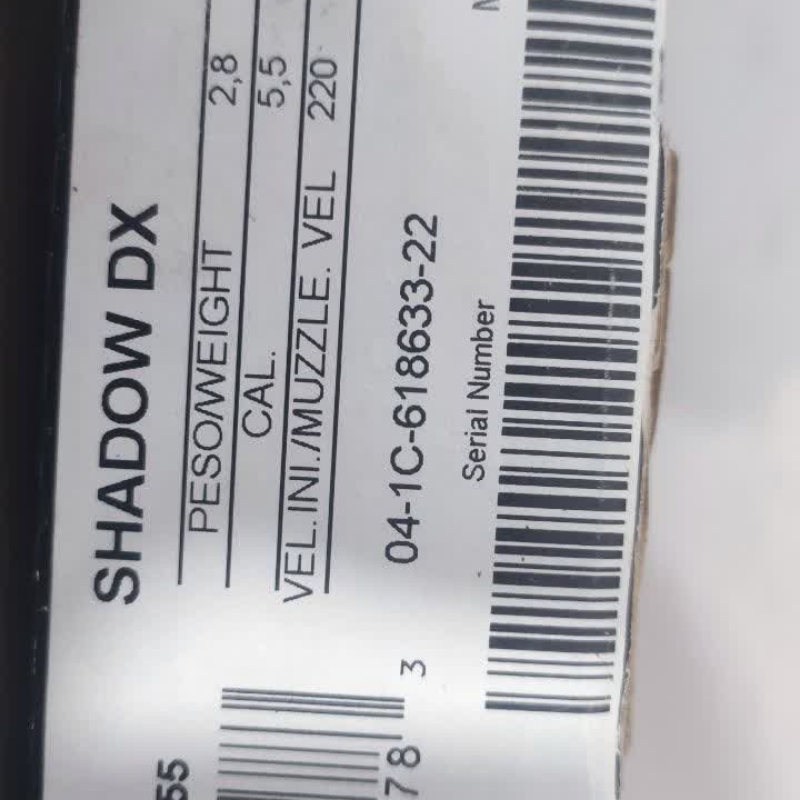 SHADOW DX
PESO/WEIGHT 2,8
CAL. 5,5
VEL.INI./MUZZLE. VEL 220
04-1C-618633-22
Serial Number
55
78
3